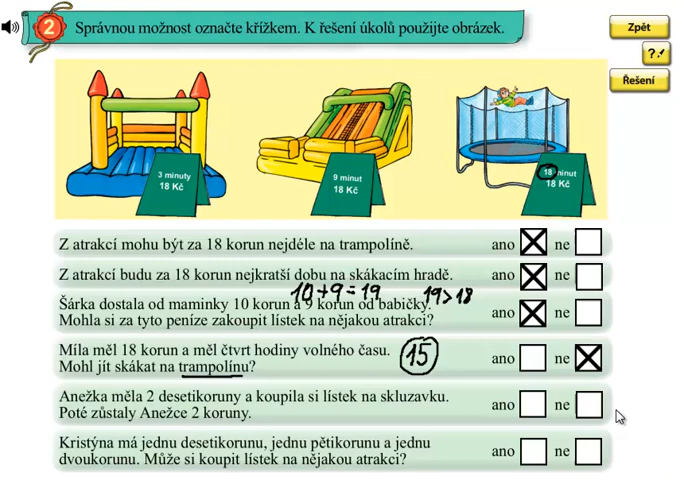 2 Správnou možnost označte křížkem. K řešení úkolů použijte obrázek.
Zpět
?
Řešení
3 minuty
18 Kč
9 minut
18 Kč
18 minut
18 Kč
Z atrakcí mohu být za 18 korun nejdéle na trampolíně. ano ne
Z atrakcí budu za 18 korun nejkratší dobu na skákacím hradě. ano ne
10+9=19 19>18
Šárka dostala od maminky 10 korun a 9 korun od babičky.
Mohla si za tyto peníze zakoupit lístek na nějakou atrakci? ano ne
Míla měl 18 korun a měl čtvrt hodiny volného času. 15
Mohl jít skákat na trampolínu? ano ne
Anežka měla 2 desetikoruny a koupila si lístek na skluzavku.
Poté zůstaly Anežce 2 koruny. ano ne
Kristýna má jednu desetikorunu, jednu pětikorunu a jednu
dvoukorunu. Může si koupit lístek na nějakou atrakci? ano ne